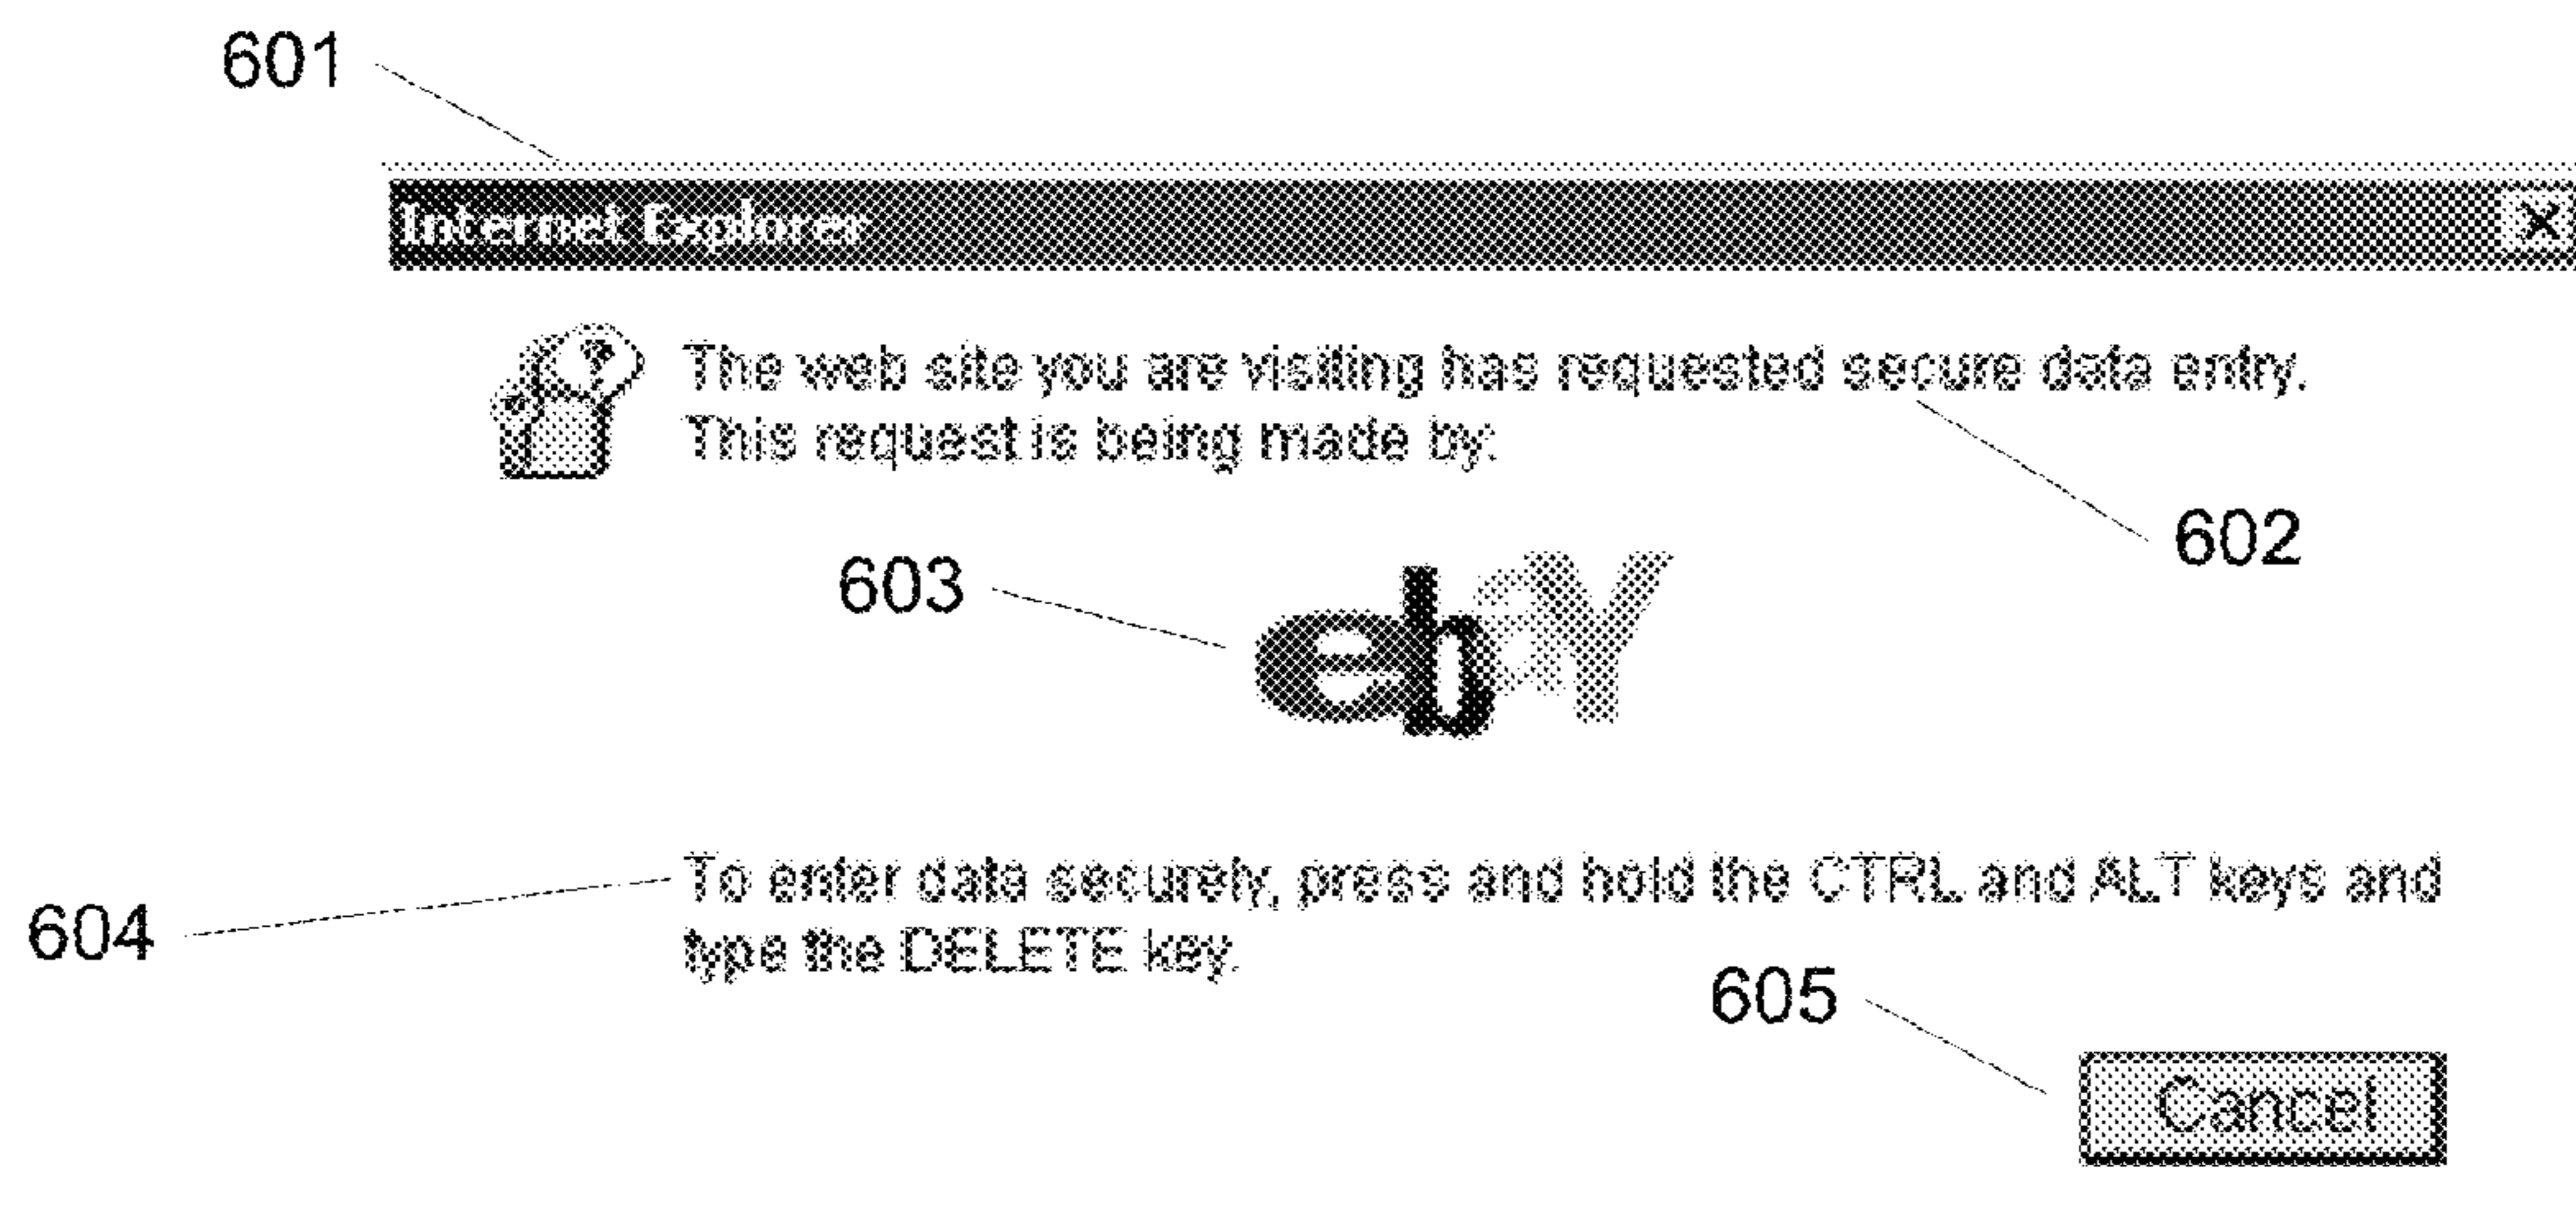 601
Internet Explorer
The web site you are visiting has requested secure data entry.
This request is being made by:
602
603
ebaY
To enter data securely, press and hold the CTRL and ALT keys and
604
type the DELETE key.
605
Cancel